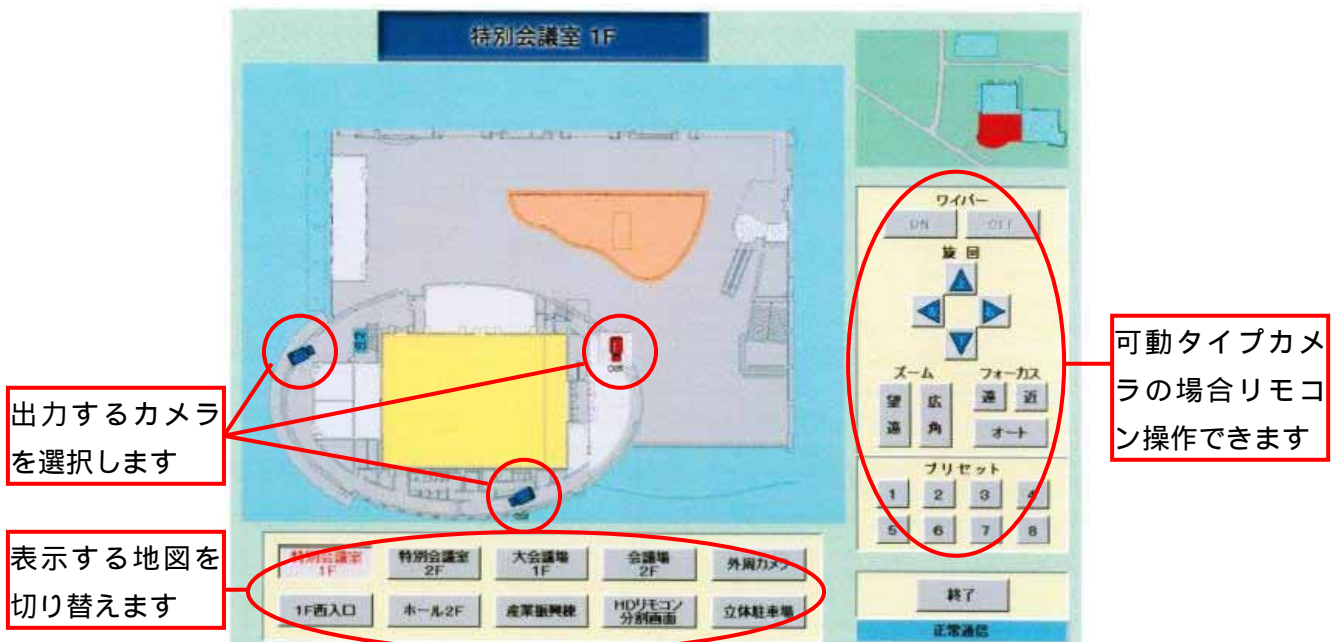 特別会議室 1F
ワイパー
ON OFF
旋回
ズーム フォーカス
望遠 広角 遠 近
オート
プリセット
1 2 3 4
5 6 7 8
可動タイプカメ
ラの場合リモコ
ン操作できます
出力するカメラ
を選択します
表示する地図を
切り替えます
特別会議室 1F
特別会議室 2F
大会議場 1F
会議場 2F
外周カメラ
1F西入口
ホール2F
産業振興棟
HDリモコン 分割画面
立体駐車場
終了
正常通信